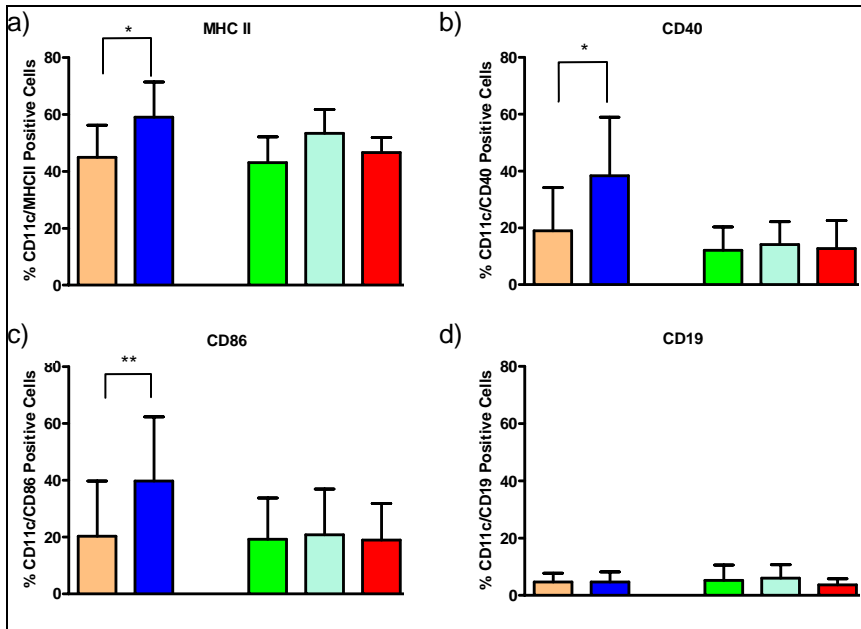 a)
MHC II
*
% CD11c/MHCII Positive Cells
80
60
40
20
0
b)
CD40
*
% CD11c/CD40 Positive Cells
80
60
40
20
0
c)
CD86
**
% CD11c/CD86 Positive Cells
80
60
40
20
0
d)
CD19
% CD11c/CD19 Positive Cells
80
60
40
20
0